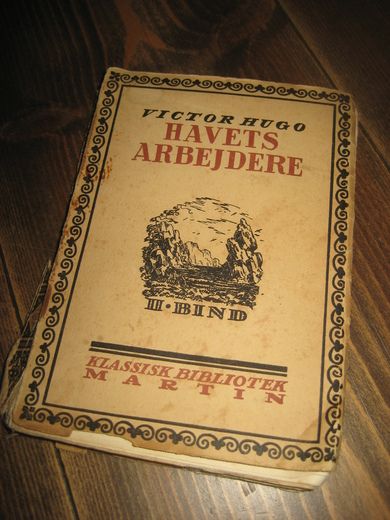 VICTOR HUGO
HAVETS
ARBEJDERE
II · BIND
KLASSISK BIBLIOTEK
MARTIN